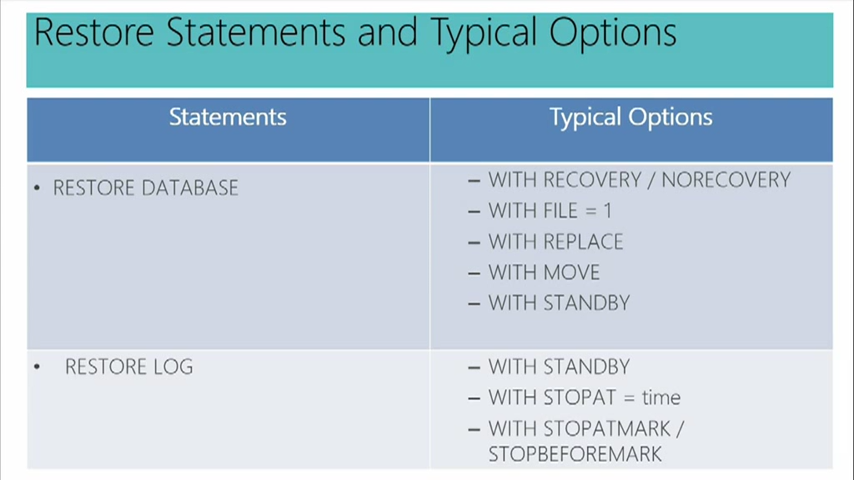 Restore Statements and Typical Options
Statements
Typical Options
• RESTORE DATABASE
– WITH RECOVERY / NORECOVERY
– WITH FILE = 1
– WITH REPLACE
– WITH MOVE
– WITH STANDBY
• RESTORE LOG
– WITH STANDBY
– WITH STOPAT = time
– WITH STOPATMARK /
STOPBEFOREMARK